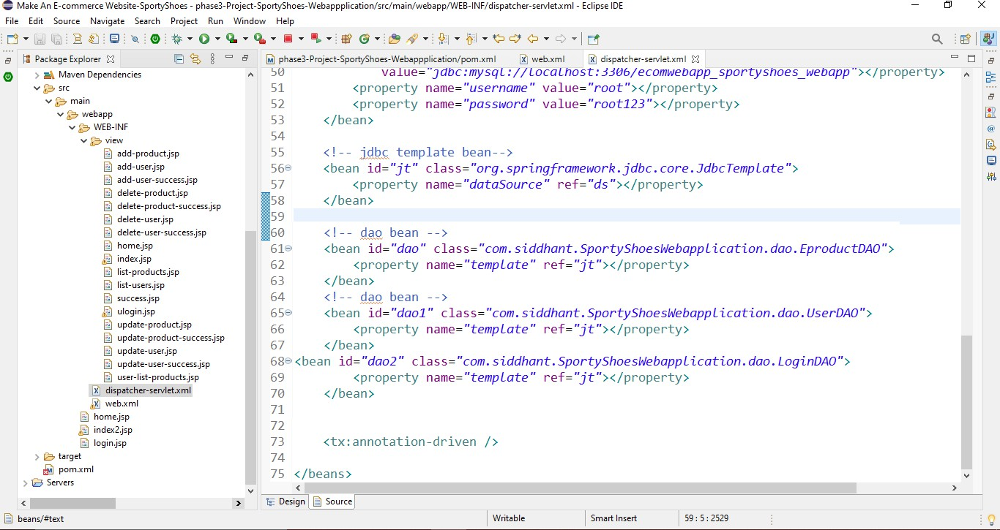 Make An E-commerce Website-SportyShoes - phase3-Project-SportyShoes-Webappplication/src/main/webapp/WEB-INF/dispatcher-servlet.xml - Eclipse IDE
File Edit Source Navigate Search Project Run Window Help
Package Explorer
phase3-Project-SportyShoes-Webappplication/pom.xml
web.xml
dispatcher-servlet.xml
Maven Dependencies
src
main
webapp
WEB-INF
view
add-product.jsp
add-user.jsp
add-user-success.jsp
delete-product.jsp
delete-product-success.jsp
delete-user.jsp
delete-user-success.jsp
home.jsp
index.jsp
list-products.jsp
list-users.jsp
success.jsp
ulogin.jsp
update-product.jsp
update-product-success.jsp
update-user.jsp
update-user-success.jsp
user-list-products.jsp
dispatcher-servlet.xml
web.xml
home.jsp
index2.jsp
login.jsp
target
pom.xml
Servers
50 value="jdbc:mysql://localhost:3306/ecomwebapp_sportyshoes_webapp"></property>
51 <property name="username" value="root"></property>
52 <property name="password" value="root123"></property>
53 </bean>
54
55 <!-- jdbc template bean-->
56 <bean id="jt" class="org.springframework.jdbc.core.JdbcTemplate">
57 <property name="dataSource" ref="ds"></property>
58 </bean>
59
60 <!-- dao bean -->
61 <bean id="dao" class="com.siddhant.SportyShoesWebapplication.dao.EproductDAO">
62 <property name="template" ref="jt"></property>
63 </bean>
64 <!-- dao bean -->
65 <bean id="dao1" class="com.siddhant.SportyShoesWebapplication.dao.UserDAO">
66 <property name="template" ref="jt"></property>
67 </bean>
68 <bean id="dao2" class="com.siddhant.SportyShoesWebapplication.dao.LoginDAO">
69 <property name="template" ref="jt"></property>
70 </bean>
71
72
73 <tx:annotation-driven />
74
75 </beans>
Design Source
beans/#text Writable Smart Insert 59 : 5 : 2529